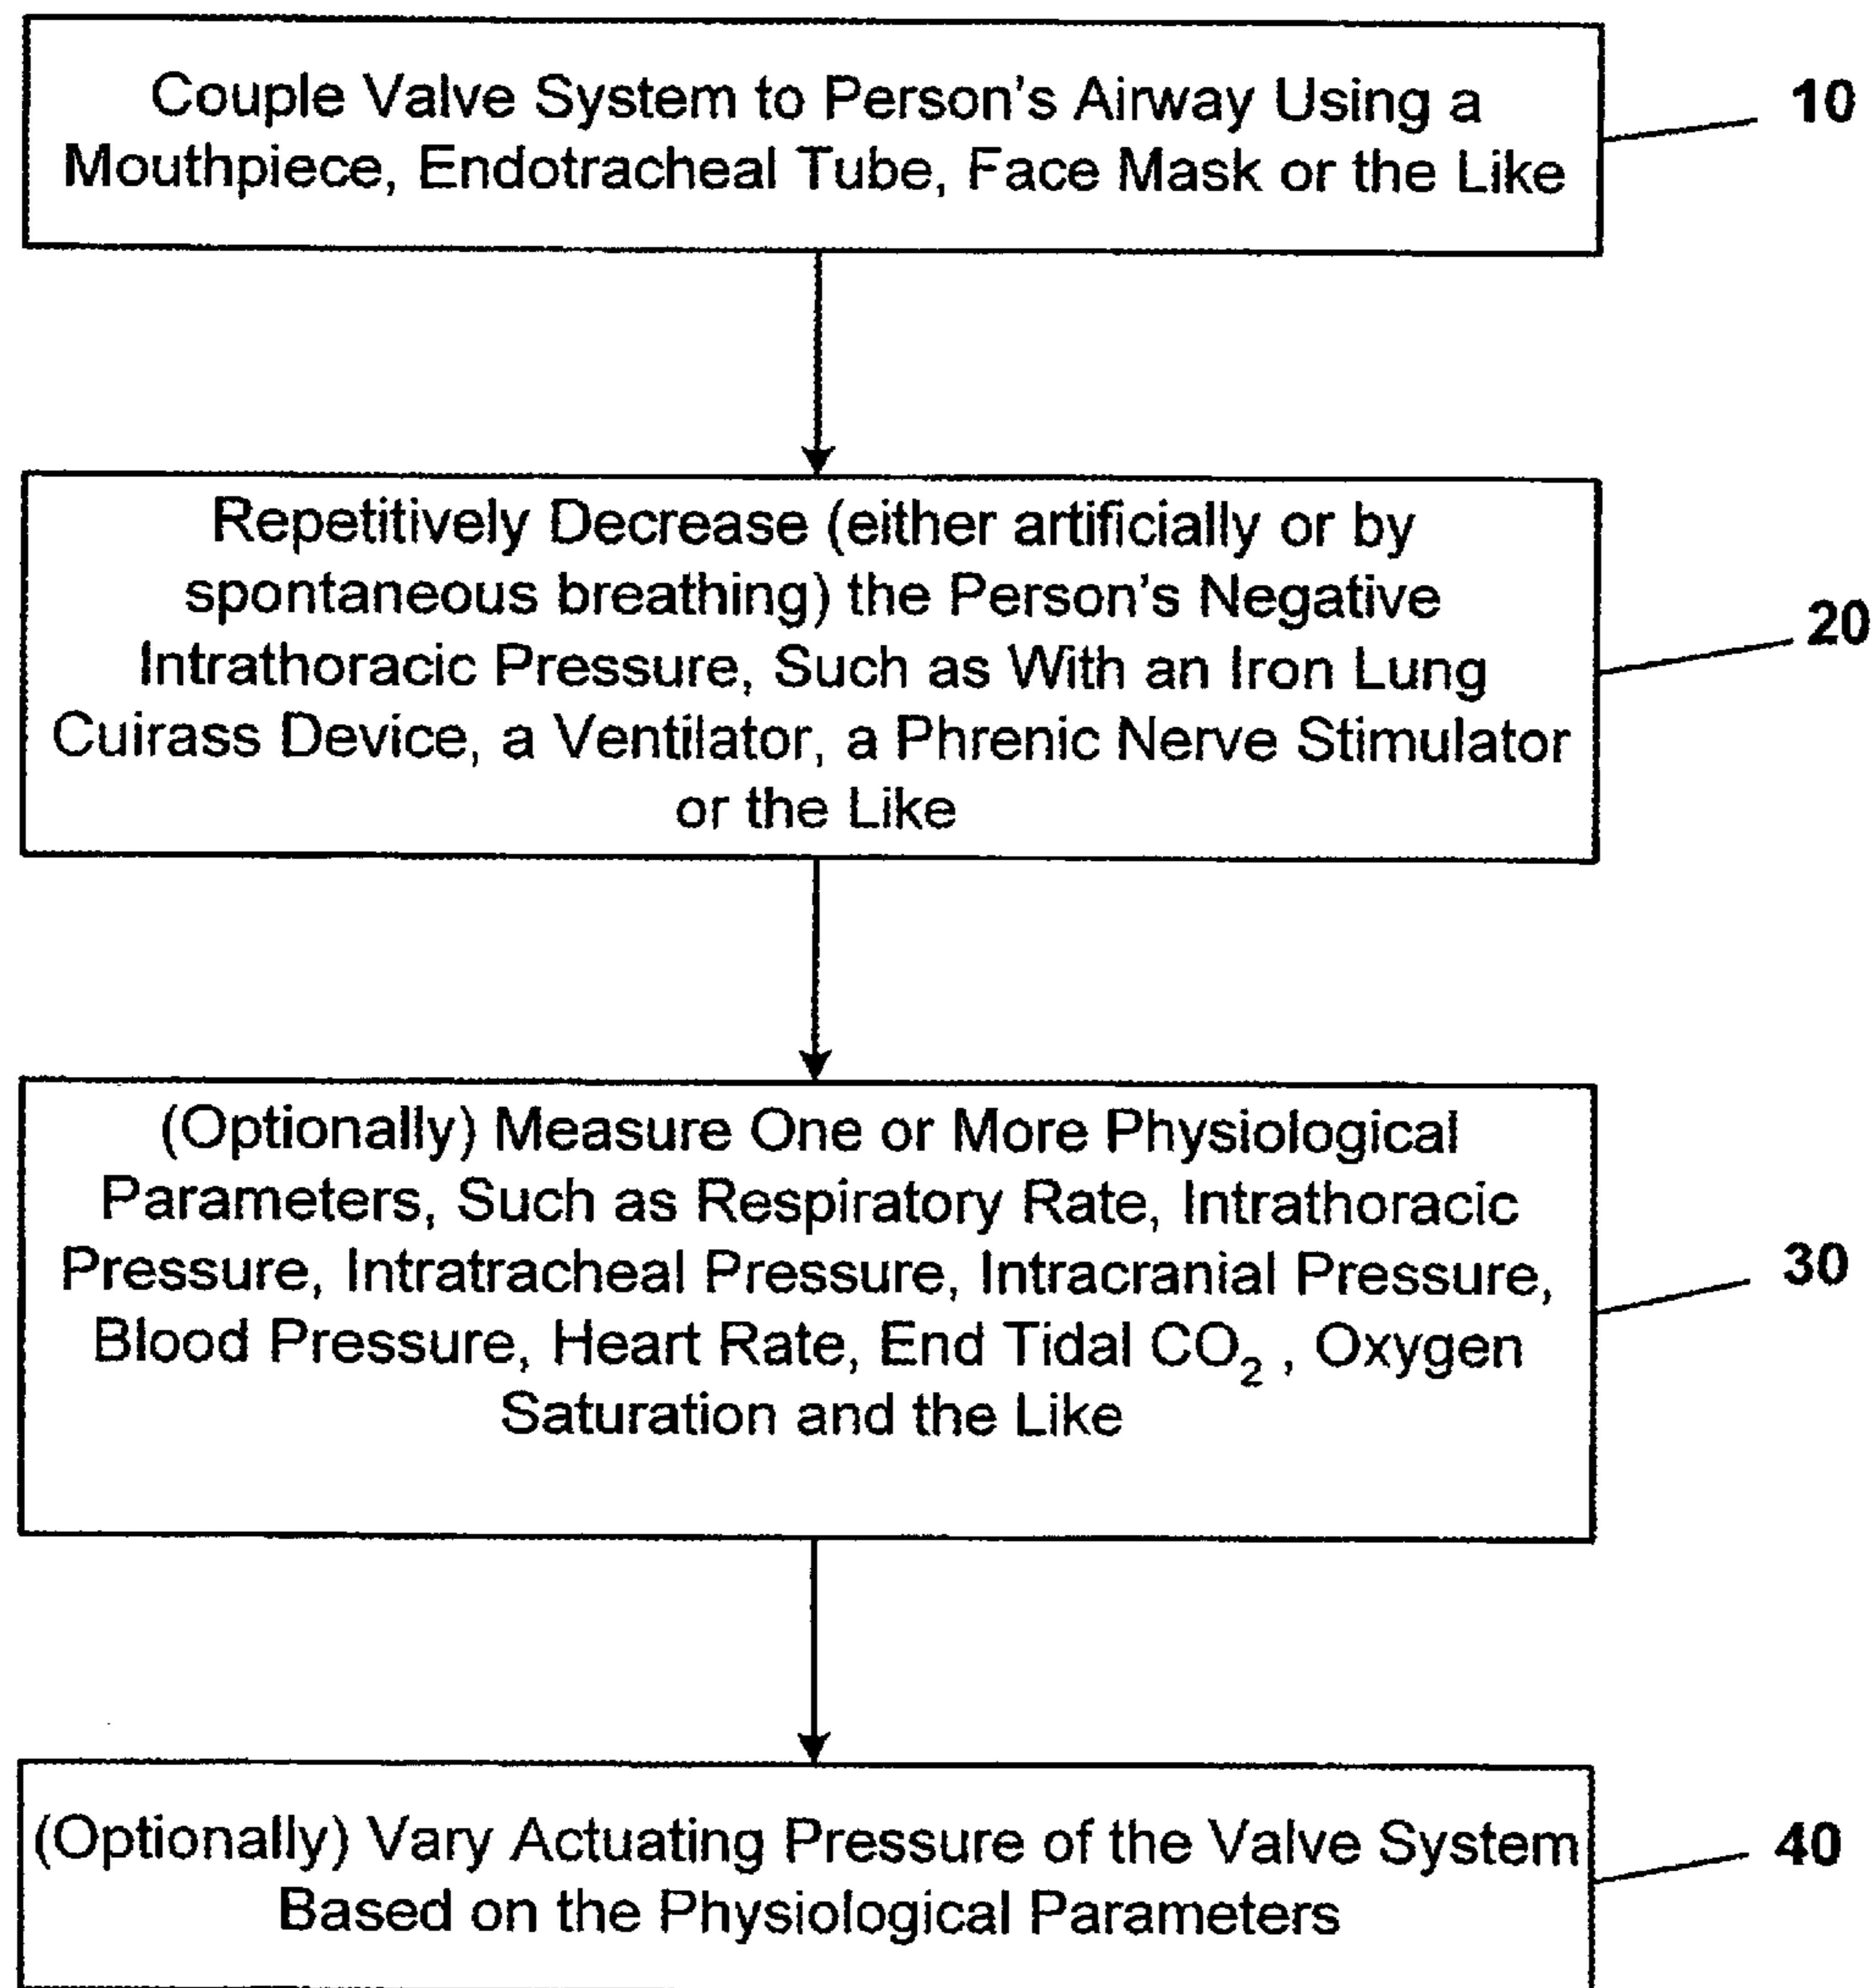 Couple Valve System to Person's Airway Using a
Mouthpiece, Endotracheal Tube, Face Mask or the Like
10
Repetitively Decrease (either artificially or by
spontaneous breathing) the Person's Negative
Intrathoracic Pressure, Such as With an Iron Lung
Cuirass Device, a Ventilator, a Phrenic Nerve Stimulator
or the Like
20
(Optionally) Measure One or More Physiological
Parameters, Such as Respiratory Rate, Intrathoracic
Pressure, Intratracheal Pressure, Intracranial Pressure,
Blood Pressure, Heart Rate, End Tidal CO₂ , Oxygen
Saturation and the Like
30
(Optionally) Vary Actuating Pressure of the Valve System
Based on the Physiological Parameters
40